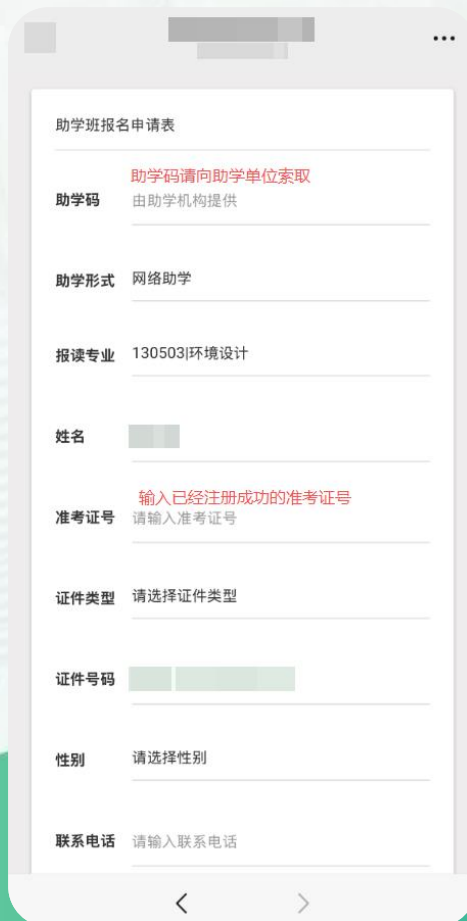 助学班报名申请表
助学码请向助学单位索取
助学码 由助学机构提供
助学形式 网络助学
报读专业 130503|环境设计
姓名
输入已经注册成功的准考证号
准考证号 请输入准考证号
证件类型 请选择证件类型
证件号码
性别 请选择性别
联系电话 请输入联系电话